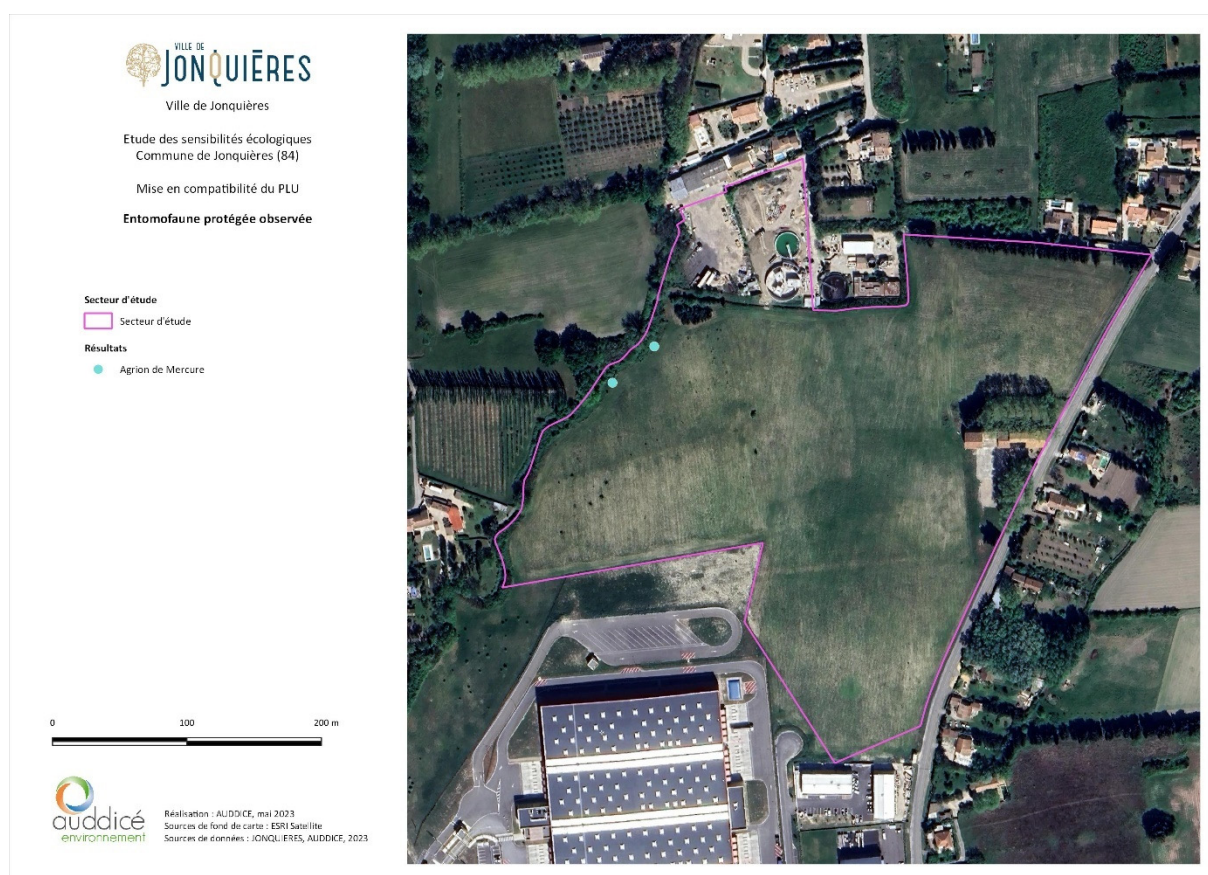 VILLE DE
JONQUIÈRES
Ville de Jonquières
Etude des sensibilités écologiques
Commune de Jonquières (84)
Mise en compatibilité du PLU
Entomofaune protégée observée
Secteur d'étude
Secteur d'étude
Résultats
Agrion de Mercure
0 100 200 m
auddicé
environnement
Réalisation : AUDDICE, mai 2023
Sources de fond de carte : ESRI Satellite
Sources de données : JONQUIERES, AUDDICE, 2023